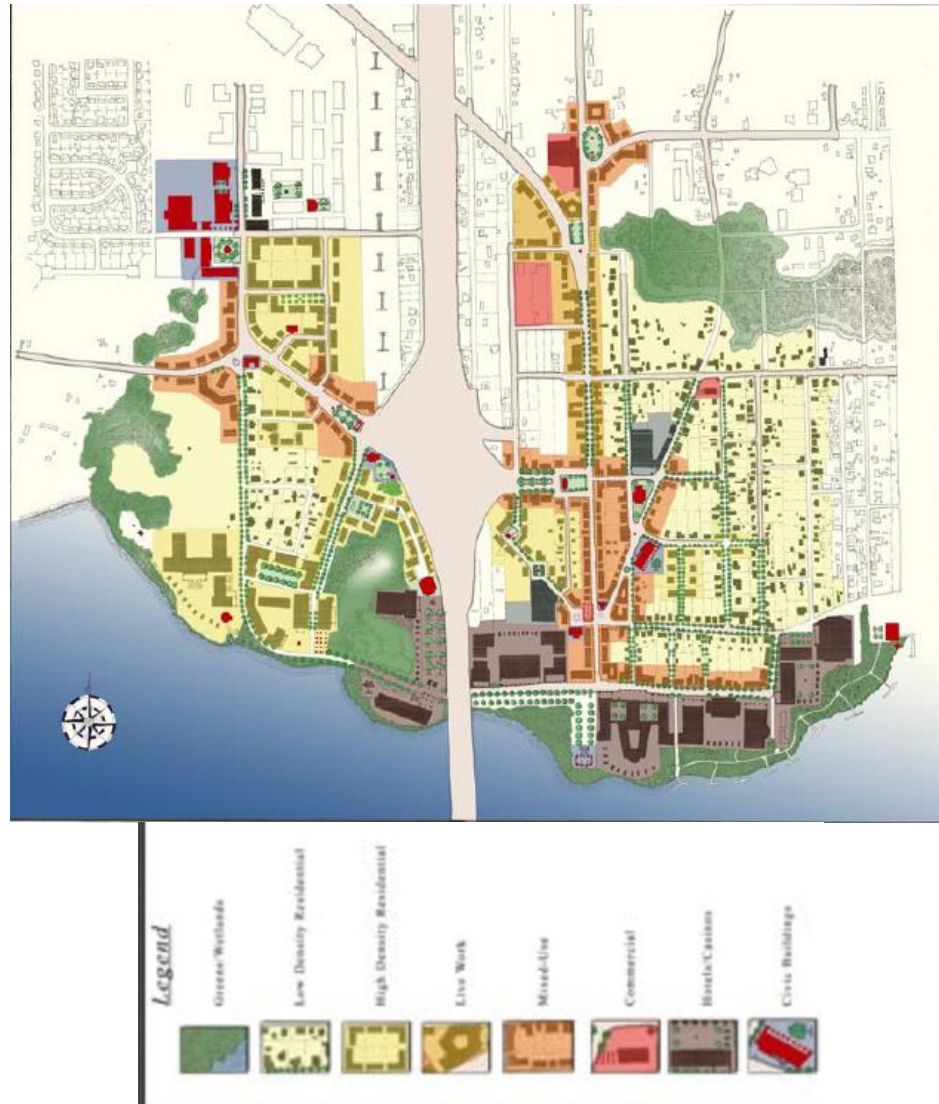 Legend
Greens/Wetlands
Low Density Residential
High Density Residential
Live Work
Mixed-Use
Commercial
Hotels/Casinos
Civic Buildings